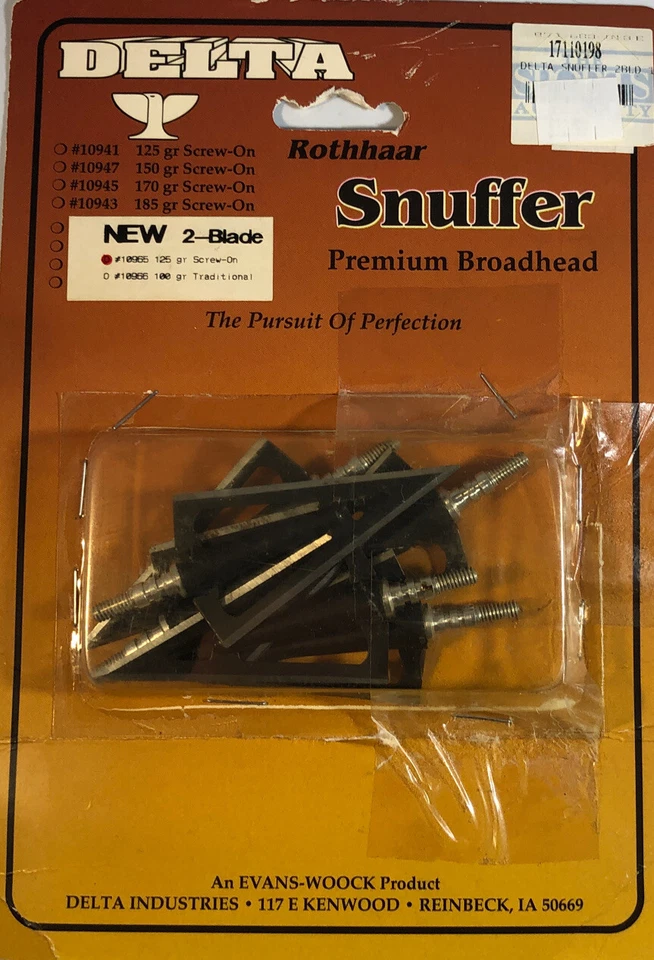 DELTA
17110198
DELTA SNUFFER 2BLD
#10941 125 gr Screw-On
#10947 150 gr Screw-On
#10945 170 gr Screw-On
#10943 185 gr Screw-On
Rothhaar
Snuffer
Premium Broadhead
NEW 2-Blade
#10965 125 gr Screw-On
#10966 100 gr Traditional
The Pursuit Of Perfection
An EVANS-WOOCK Product
DELTA INDUSTRIES • 117 E KENWOOD • REINBECK, IA 50669